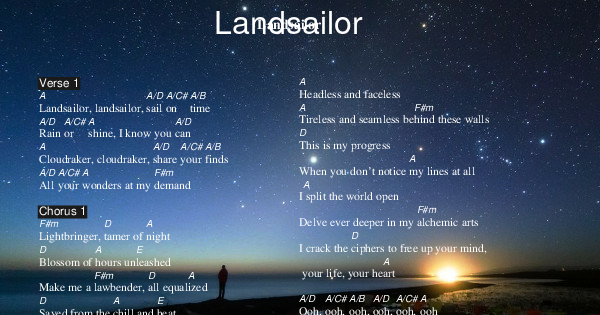 Landsailor
Landsailor
Verse 1
A A/D A/C# A/B
Landsailor, landsailor, sail on time
A/D A/C# A A/D
Rain or shine, I know you can
A A/D A/C# A/B
Cloudraker, cloudraker, share your finds
A/D A/C# A F#m
All your wonders at my demand
Chorus 1
F#m D A
Lightbringer, tamer of night
D A E
Blossom of hours unleashed
F#m D A
Make me a lawbender, all equalized
D A E
Saved from the chill and heat
A
Headless and faceless
A F#m
Tireless and seamless behind these walls
D
This is my progress
A
When you don't notice my lines at all
A
I split the world open
F#m
Delve ever deeper in my alchemic arts
D
I crack the ciphers to free up your mind,
A
your life, your heart
A/D A/C# A/B A/D A/C# A
Ooh, ooh, ooh, ooh, ooh, ooh